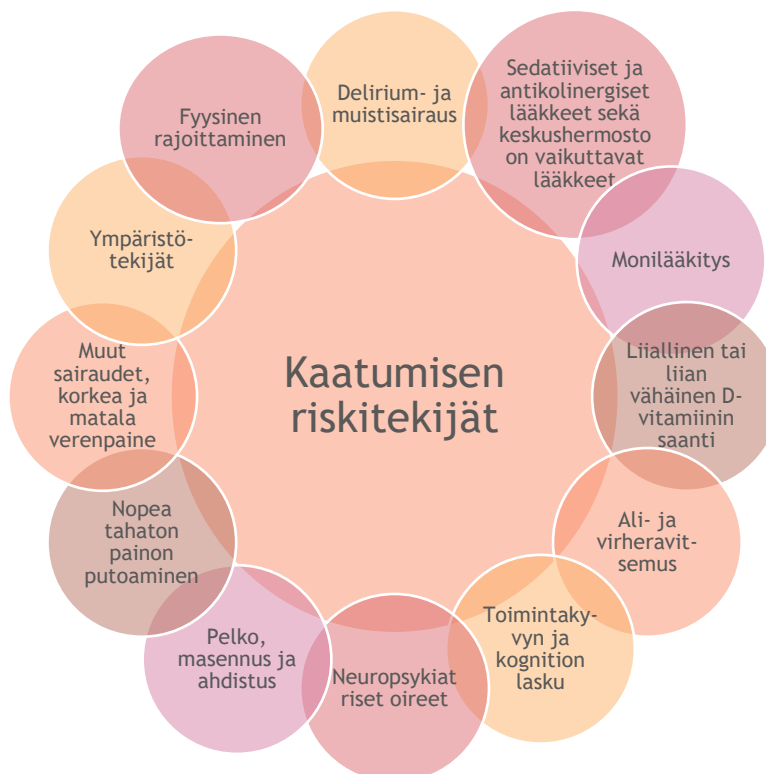 Kaatumisen
riskitekijät
Delirium- ja
muistisairaus
Sedatiiviset ja
antikolinergiset
lääkkeet sekä
keskushermosto
on vaikuttavat
lääkkeet
Monilääkitys
Liiallinen tai
liian
vähäinen D-
vitamiinin
saanti
Ali- ja
virheravit-
semus
Toimintaky-
vyn ja
kognition
lasku
Neuropsykiat
riset oireet
Pelko,
masennus ja
ahdistus
Nopea
tahaton
painon
putoaminen
Muut
sairaudet,
korkea ja
matala
verenpaine
Ympäristö-
tekijät
Fyysinen
rajoittaminen